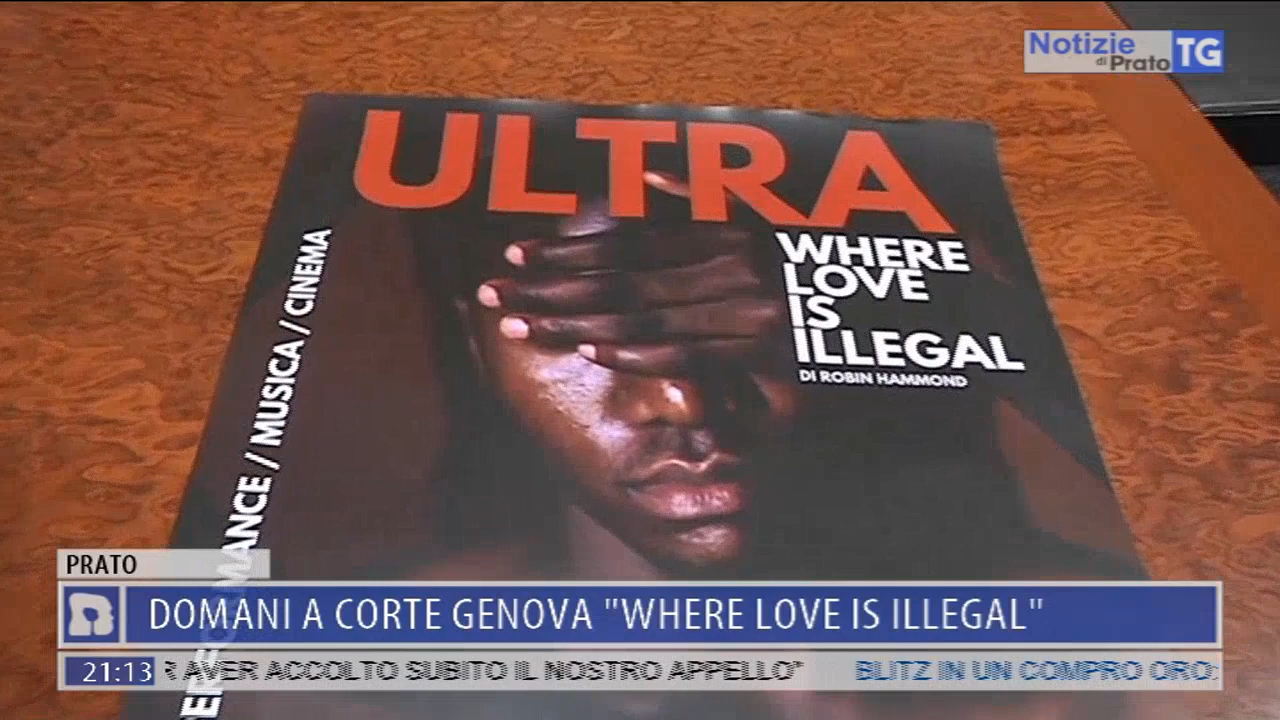 Notizie
di Prato TG
ULTRA
WHERE
LOVE
IS
ILLEGAL
DI ROBIN HAMMOND
/ MUSICA / CINEMA
PRATO
DOMANI A CORTE GENOVA "WHERE LOVE IS ILLEGAL"
21:13 AVER ACCOLTO SUBITO IL NOSTRO APPELLO" BLITZ IN UN COMPRO ORO: